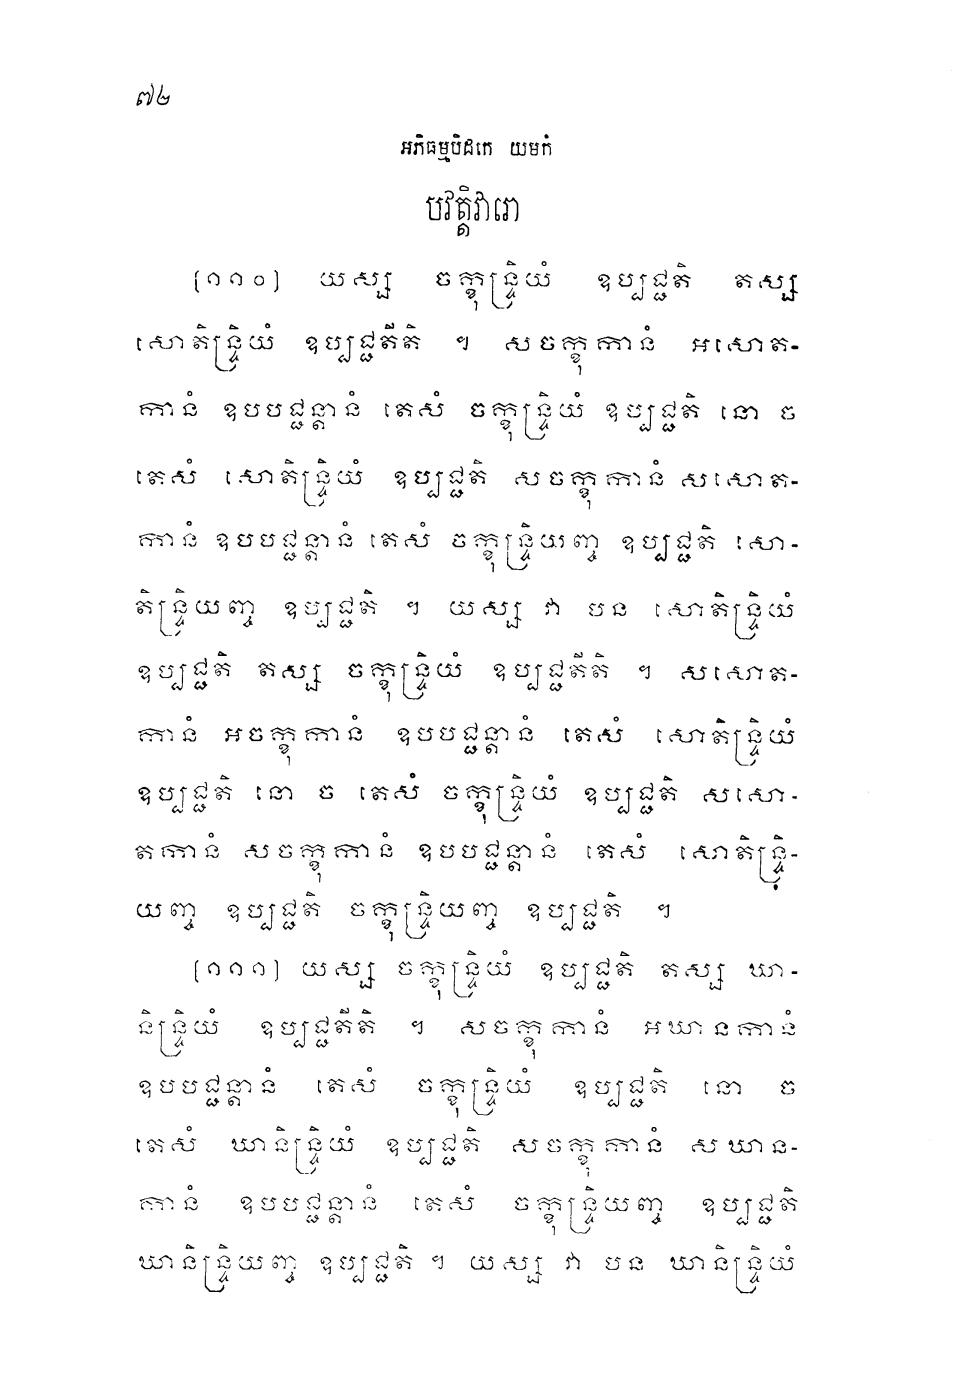 ៧២
អភិធម្មបិដកេ យមកំ
បវត្តិវារោ
(១១០) យស្ស ចក្ខុន្ទ្រិយំ ឧប្បជ្ជតិ តស្ស
សោតិន្ទ្រិយំ ឧប្បជ្ជតីតិ ។ សចក្ខុកានំ អសោត-
កានំ ឧបបជ្ជន្តានំ តេសំ ចក្ខុន្ទ្រិយំ ឧប្បជ្ជតិ នោ ច
តេសំ សោតិន្ទ្រិយំ ឧប្បជ្ជតិ សចក្ខុកានំ សសោត-
កានំ ឧបបជ្ជន្តានំ តេសំ ចក្ខុន្ទ្រិយញ្ច ឧប្បជ្ជតិ សោ-
តិន្ទ្រិយញ្ច ឧប្បជ្ជតិ ។ យស្ស វា បន សោតិន្ទ្រិយំ
ឧប្បជ្ជតិ តស្ស ចក្ខុន្ទ្រិយំ ឧប្បជ្ជតីតិ ។ សសោត-
កានំ អចក្ខុកានំ ឧបបជ្ជន្តានំ តេសំ សោតិន្ទ្រិយំ
ឧប្បជ្ជតិ នោ ច តេសំ ចក្ខុន្ទ្រិយំ ឧប្បជ្ជតិ សសោ-
តកានំ សចក្ខុកានំ ឧបបជ្ជន្តានំ តេសំ សោតិន្ទ្រិ-
យញ្ច ឧប្បជ្ជតិ ចក្ខុន្ទ្រិយញ្ច ឧប្បជ្ជតិ ។
(១១១) យស្ស ចក្ខុន្ទ្រិយំ ឧប្បជ្ជតិ តស្ស ឃា-
និន្ទ្រិយំ ឧប្បជ្ជតីតិ ។ សចក្ខុកានំ អឃានកានំ
ឧបបជ្ជន្តានំ តេសំ ចក្ខុន្ទ្រិយំ ឧប្បជ្ជតិ នោ ច
តេសំ ឃានិន្ទ្រិយំ ឧប្បជ្ជតិ សចក្ខុកានំ សឃាន-
កានំ ឧបបជ្ជន្តានំ តេសំ ចក្ខុន្ទ្រិយញ្ច ឧប្បជ្ជតិ
ឃានិន្ទ្រិយញ្ច ឧប្បជ្ជតិ ។ យស្ស វា បន ឃានិន្ទ្រិយំ